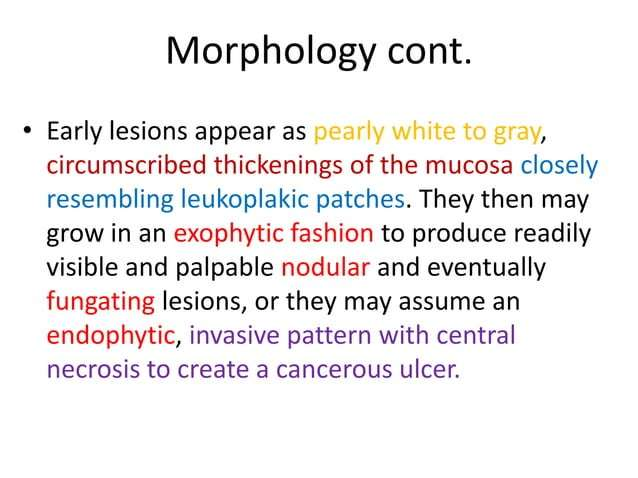 Morphology cont.
• Early lesions appear as pearly white to gray,
circumscribed thickenings of the mucosa closely
resembling leukoplakic patches. They then may
grow in an exophytic fashion to produce readily
visible and palpable nodular and eventually
fungating lesions, or they may assume an
endophytic, invasive pattern with central
necrosis to create a cancerous ulcer.